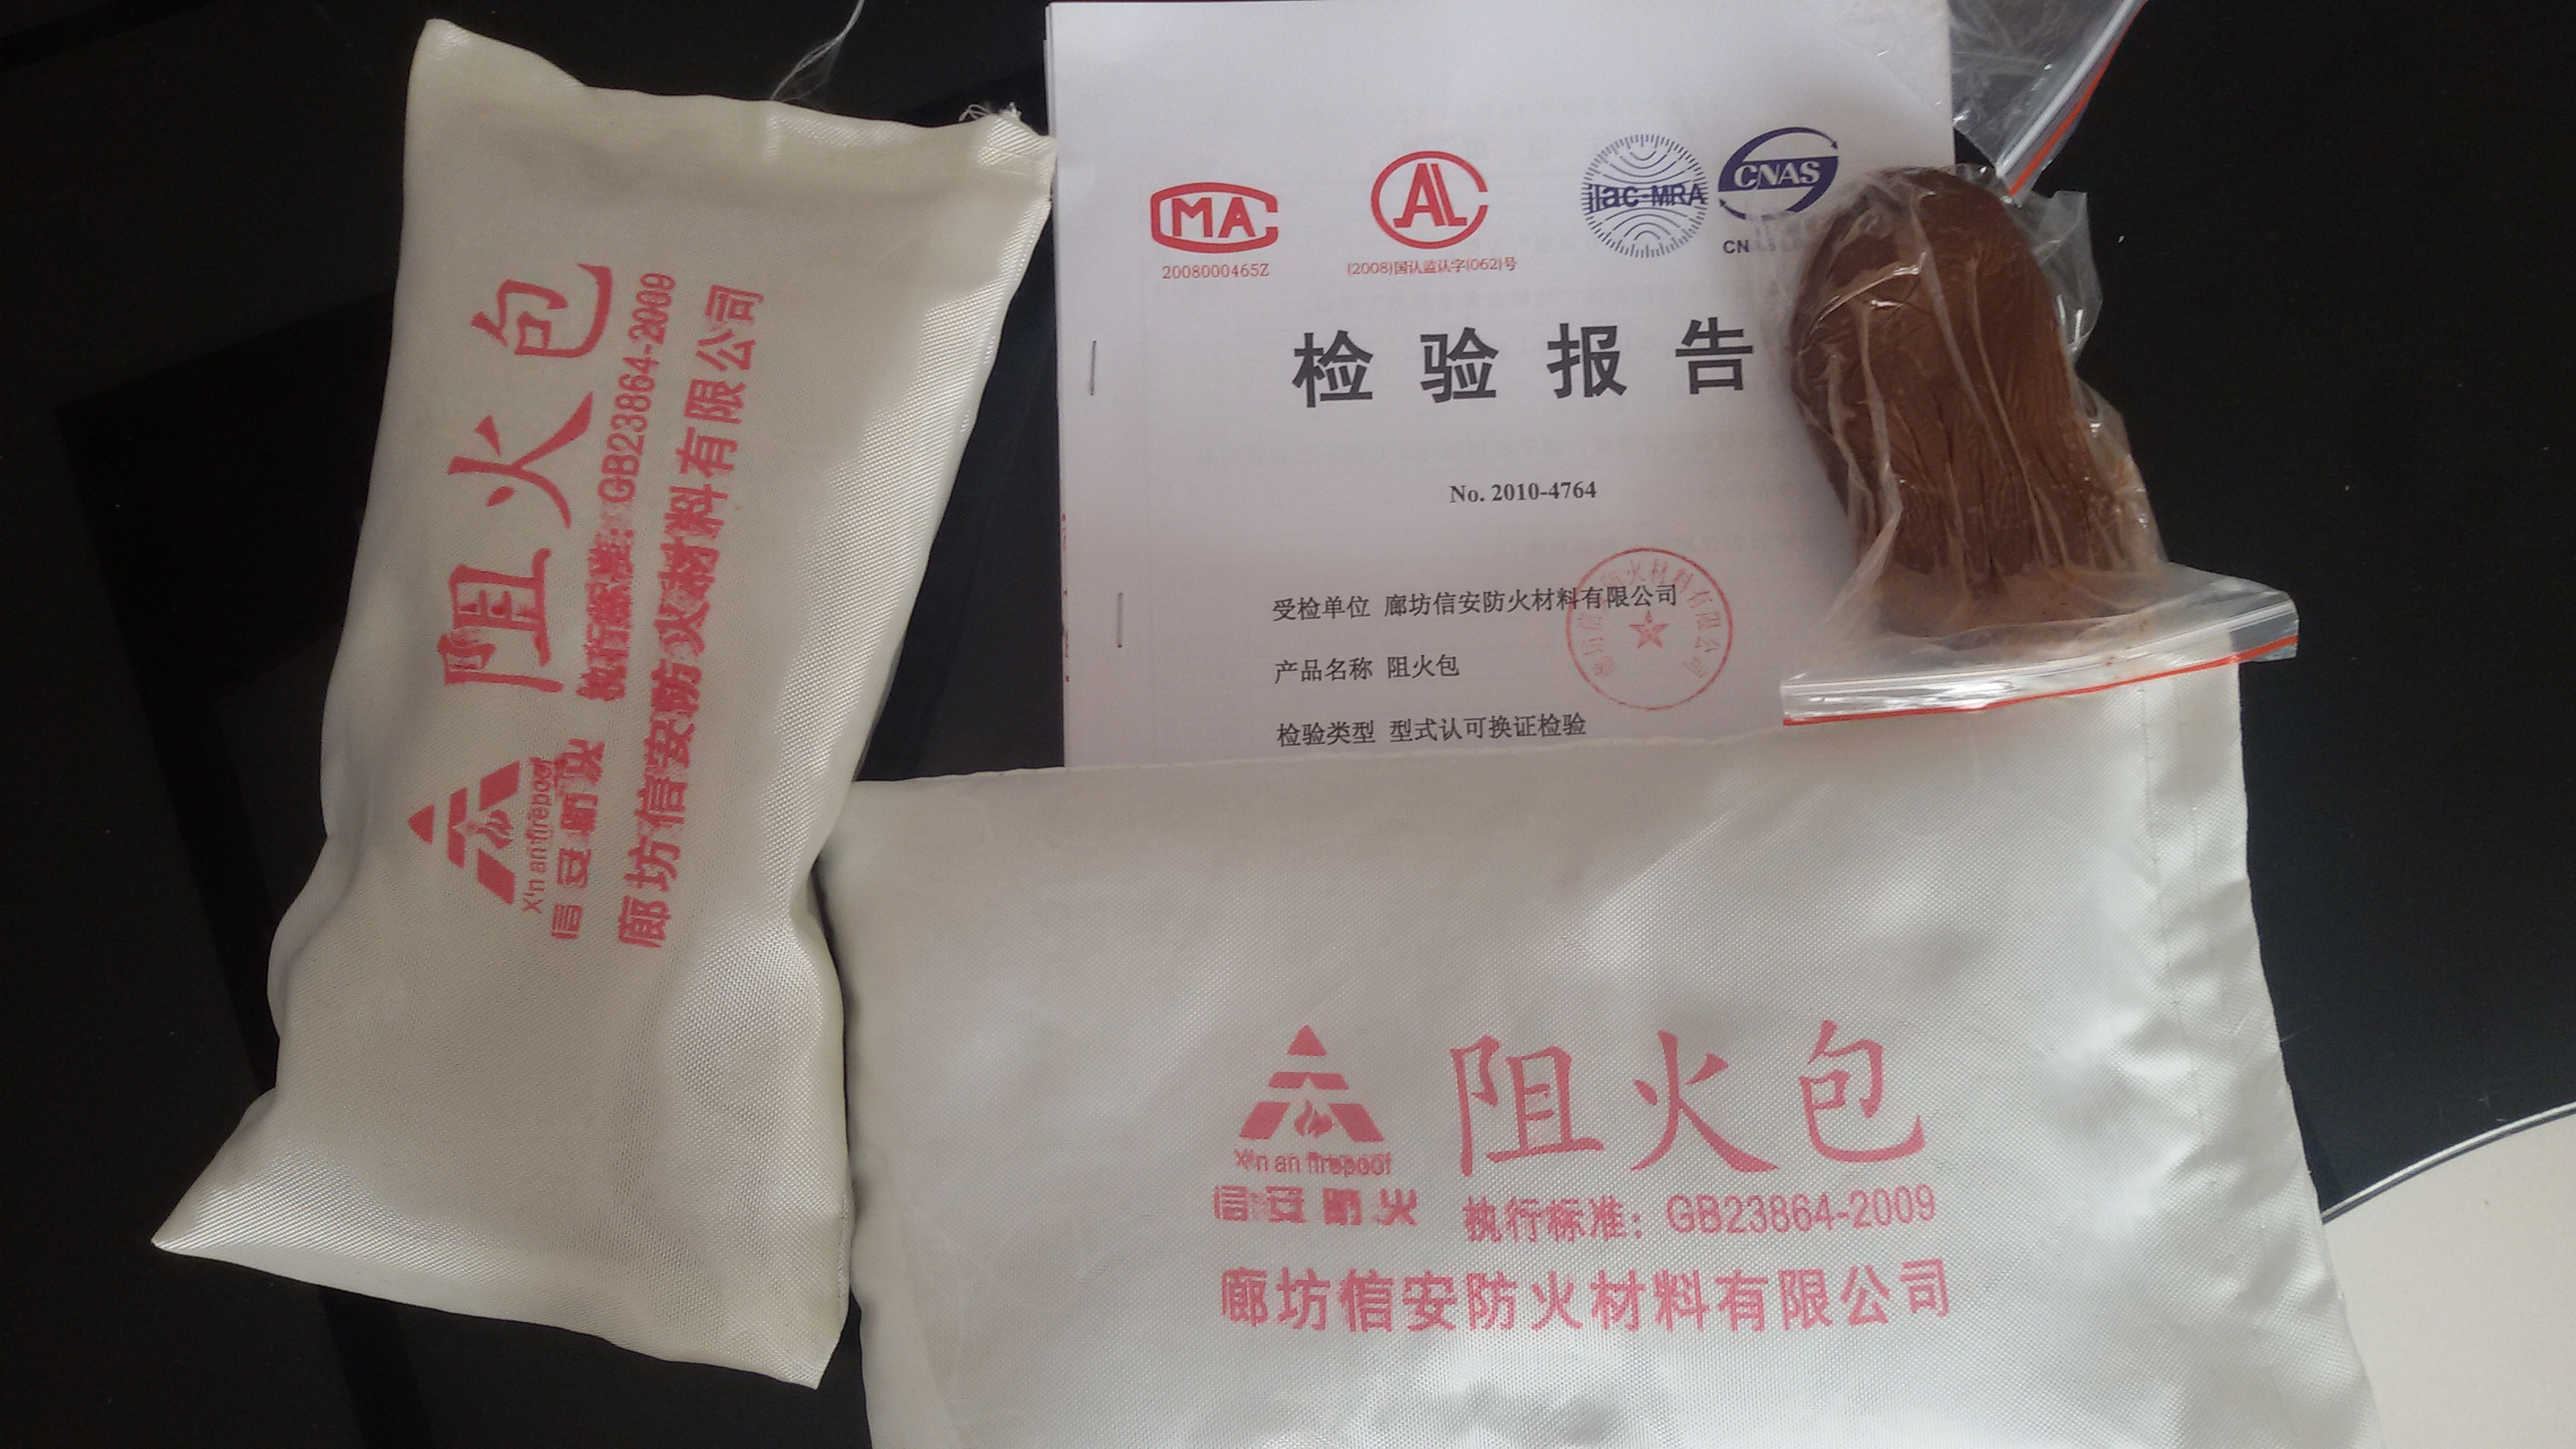 阻火包
执行标准：GB23864-2009
Xin an firepoof
信安防火
廊坊信安防火材料有限公司
MA
2008000465Z
CAL
(2008)国认监认字(062)号
ilac-MRA
CNAS
检验报告
No. 2010-4764
受检单位 廊坊信安防火材料有限公司
产品名称 阻火包
检验类型 型式认可换证检验
阻火包
Xin an firepoof
信安防火
执行标准：GB23864-2009
廊坊信安防火材料有限公司